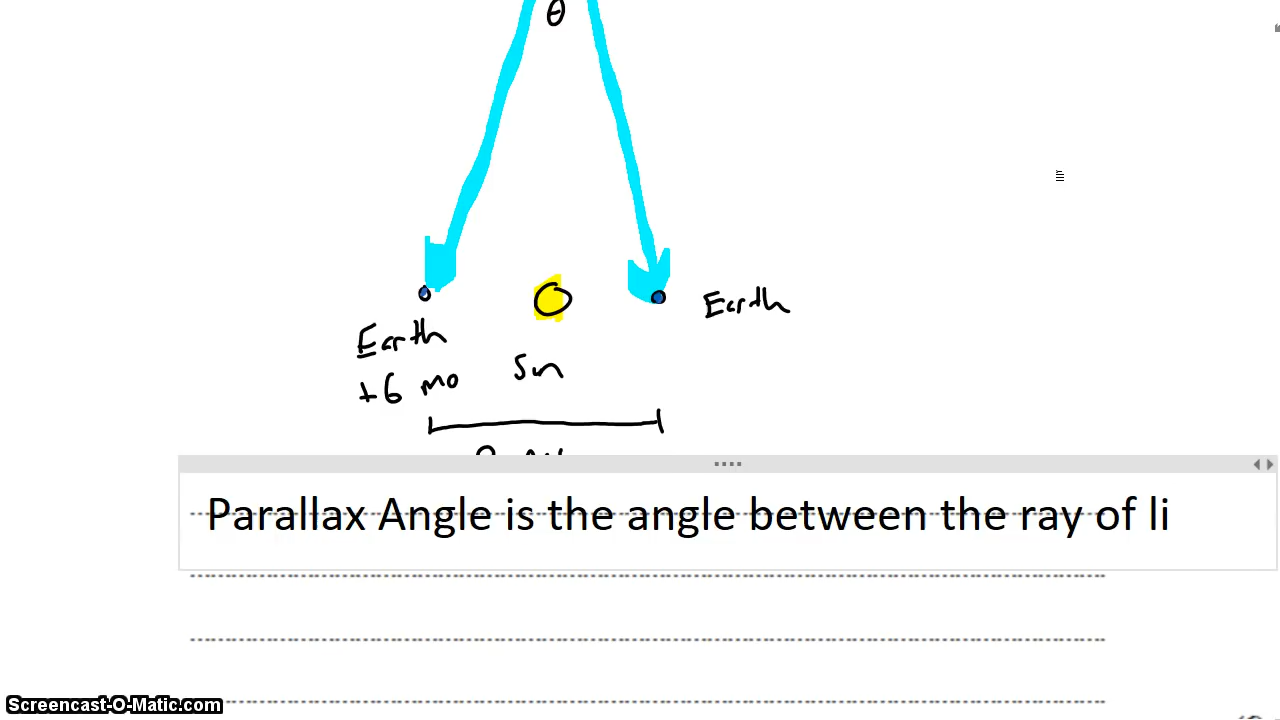 θ
Earth
Earth
+6 mo
Sun
Parallax Angle is the angle between the ray of li
Screencast-O-Matic.com